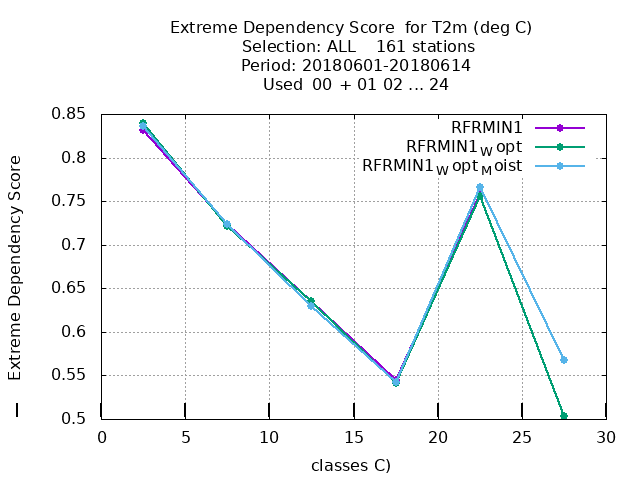 Extreme Dependency Score  for T2m (deg C)
Selection: ALL    161 stations
Period: 20180601-20180614
Used  00  + 01 02 ... 24
RFRMIN1
RFRMIN1Wopt
RFRMIN1WoptMoist
Extreme Dependency Score
0.85
0.8
0.75
0.7
0.65
0.6
0.55
0.5
0 5 10 15 20 25 30
classes C)